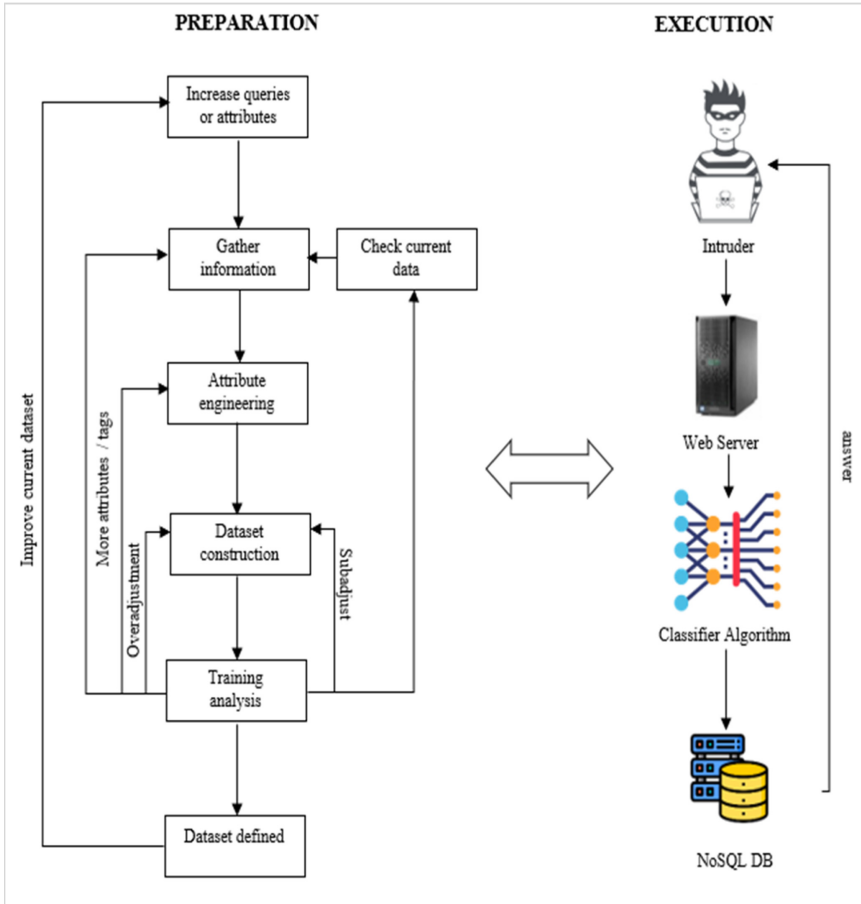 PREPARATION
EXECUTION
Increase queries
or attributes
Gather
information
Check current
data
Attribute
engineering
Dataset
construction
Training
analysis
Dataset defined
Improve current dataset
More attributes / tags
Overadjustment
Subadjust
Intruder
Web Server
Classifier Algorithm
NoSQL DB
answer